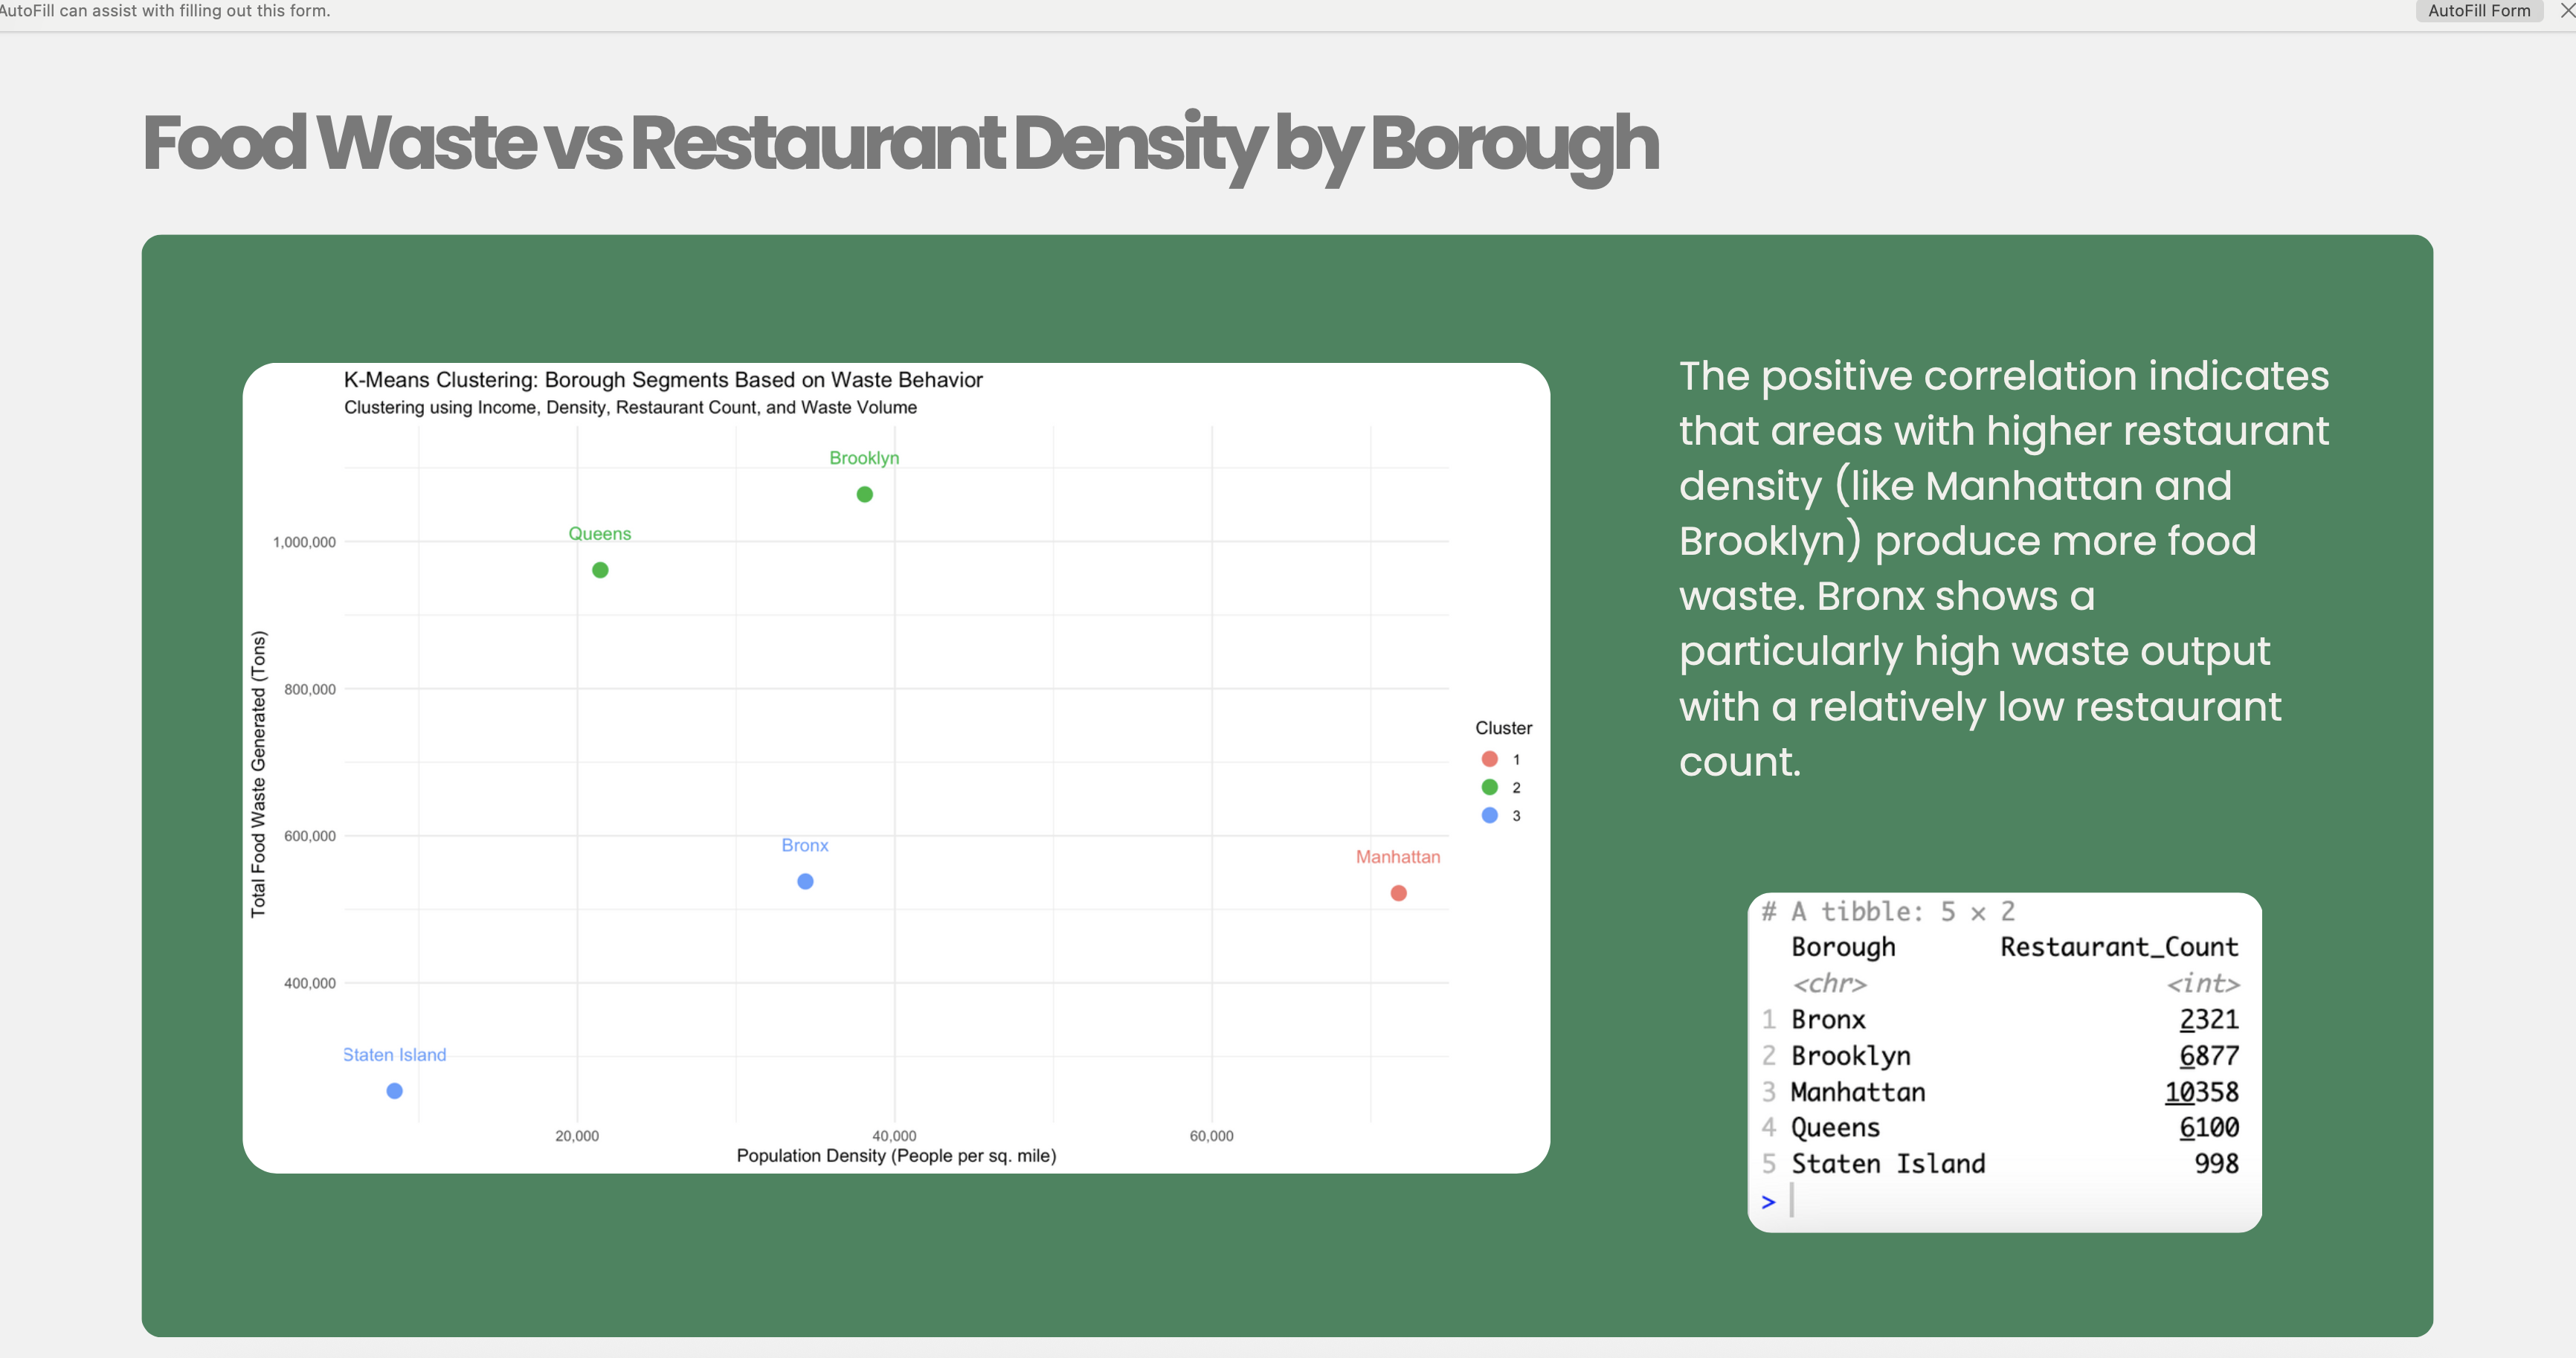 AutoFill can assist with filling out this form.
AutoFill Form
Food Waste vs Restaurant Density by Borough
K-Means Clustering: Borough Segments Based on Waste Behavior
Clustering using Income, Density, Restaurant Count, and Waste Volume
Brooklyn
Queens
1,000,000
800,000
600,000
400,000
Total Food Waste Generated (Tons)
Bronx
Manhattan
Staten Island
20,000
40,000
60,000
Population Density (People per sq. mile)
Cluster
1
2
3
The positive correlation indicates
that areas with higher restaurant
density (like Manhattan and
Brooklyn) produce more food
waste. Bronx shows a
particularly high waste output
with a relatively low restaurant
count.
# A tibble: 5 × 2
Borough Restaurant_Count
<chr> <int>
1 Bronx 2321
2 Brooklyn 6877
3 Manhattan 10358
4 Queens 6100
5 Staten Island 998
>